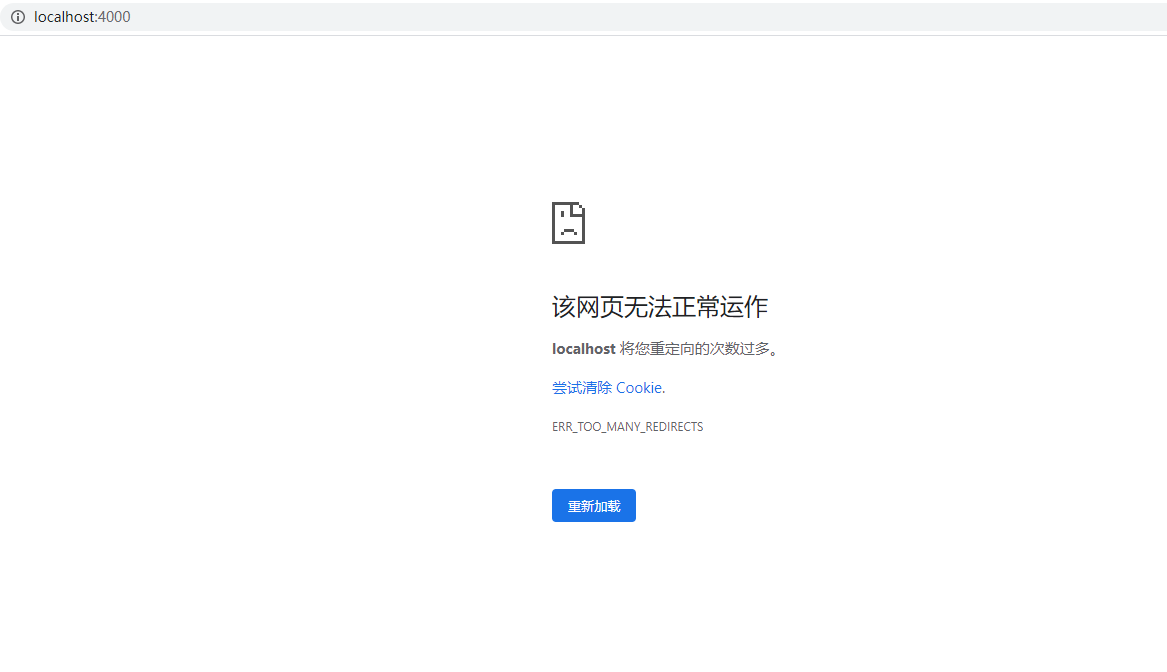 localhost:4000
该网页无法正常运作
localhost 将您重定向的次数过多。
尝试清除 Cookie.
ERR_TOO_MANY_REDIRECTS
重新加载